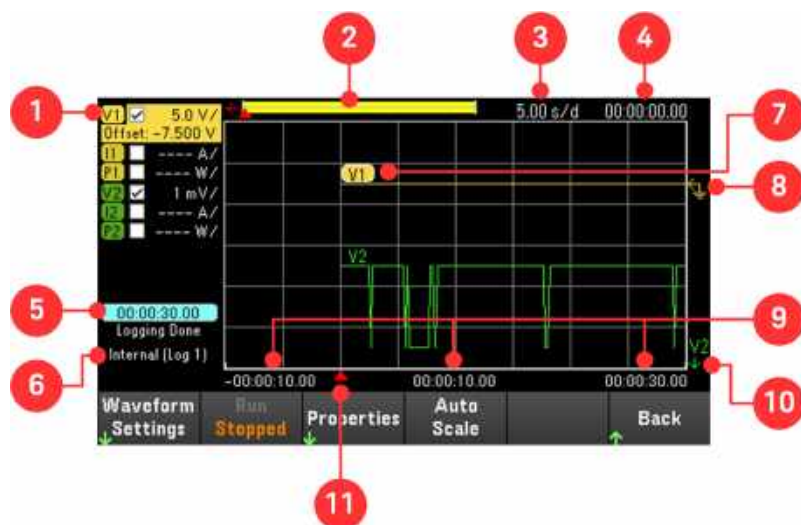 2
3
4
1
V1 5.0 V/
5.00 s/d
00:00:00.00
Offset: -7.500 V
I1 ---- A/
P1 ---- W/
V2 1 mV/
I2 ---- A/
P2 ---- W/
7
V1
8
V2
5
00:00:30.00
Logging Done
9
6
Internal (Log 1)
V2
10
-00:00:10.00
00:00:10.00
00:00:30.00
Waveform
Settings
Run
Stopped
Properties
Auto
Scale
Back
11